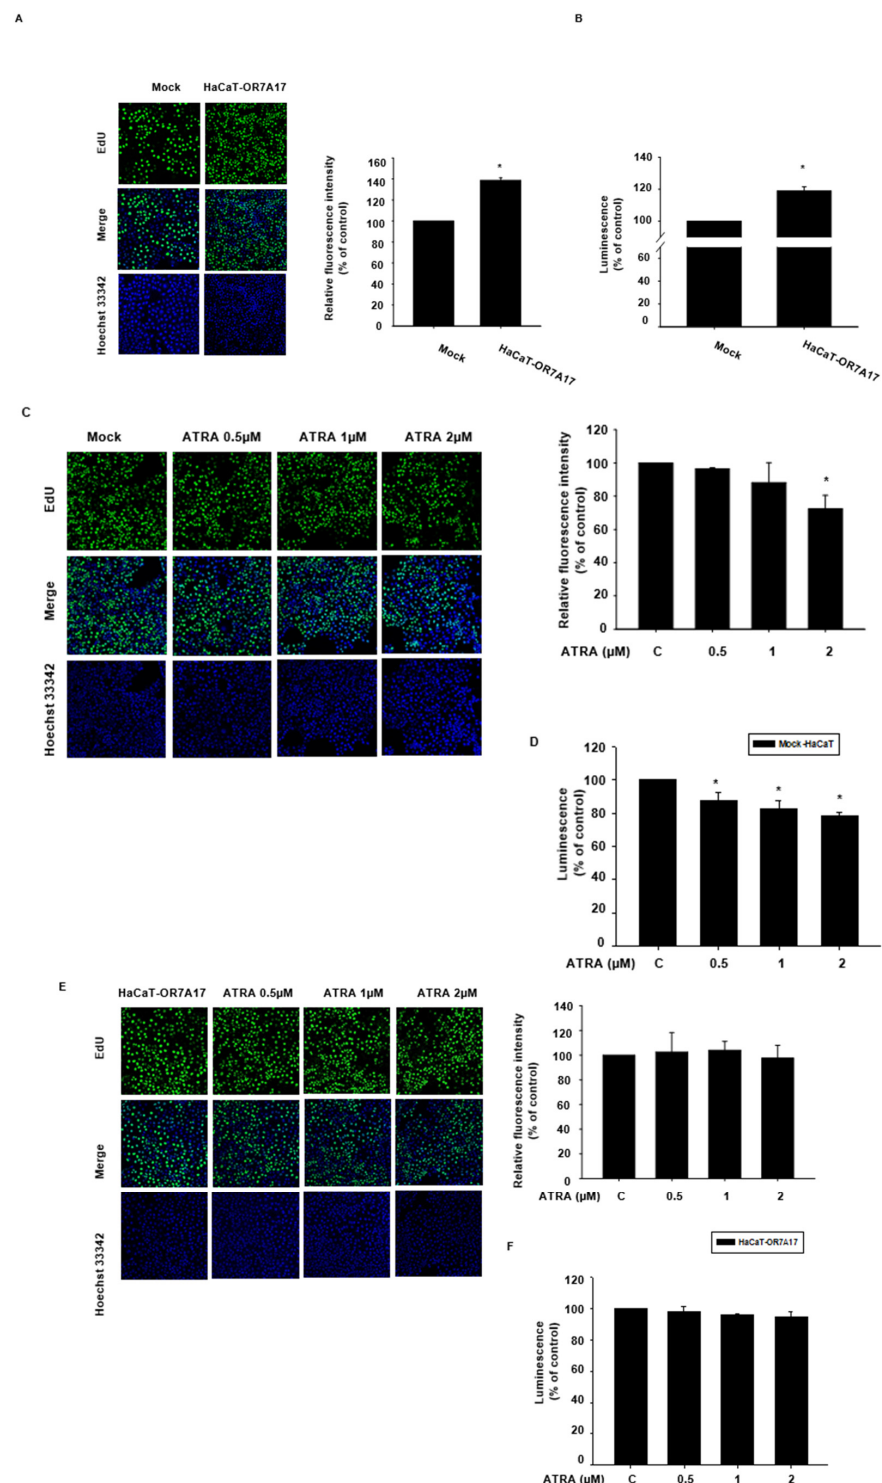 A
B
Mock HaCaT-OR7A17
EdU
Merge
Hoechst 33342
Relative fluorescence intensity
(% of control)
160
140
120
100
80
60
40
20
0
*
Mock
HaCaT-OR7A17
Luminescence
(% of control)
140
120
100
60
40
20
0
*
Mock
HaCaT-OR7A17
C
Mock ATRA 0.5µM ATRA 1µM ATRA 2µM
EdU
Merge
Hoechst 33342
Relative fluorescence intensity
(% of control)
120
100
80
60
40
20
0
*
ATRA (µM) C 0.5 1 2
D
Mock-HaCaT
Luminescence
(% of control)
120
100
80
60
40
20
0
* * *
ATRA (µM) C 0.5 1 2
E
HaCaT-OR7A17 ATRA 0.5µM ATRA 1µM ATRA 2µM
EdU
Merge
Hoechst 33342
Relative fluorescence intensity
(% of control)
140
120
100
80
60
40
20
0
ATRA (µM) C 0.5 1 2
F
HaCaT-OR7A17
Luminescence
(% of control)
120
100
80
60
40
20
0
ATRA (µM) C 0.5 1 2